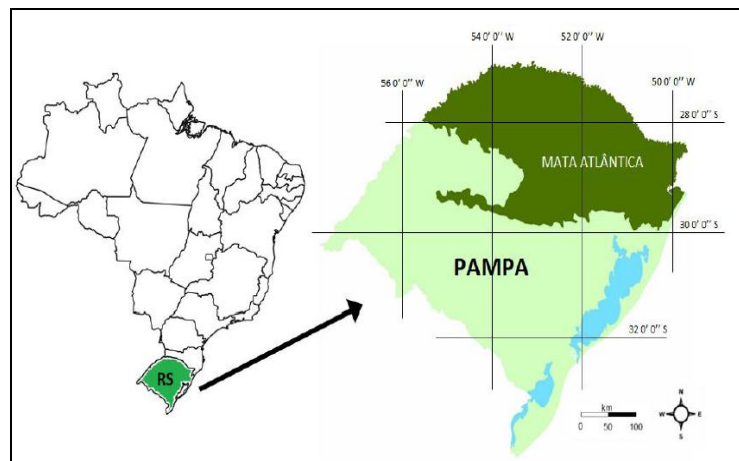 54 0' 0'' W
52 0' 0'' W
56 0' 0'' W
50 0' 0'' W
28 0' 0'' S
MATA ATLÂNTICA
30 0' 0'' S
PAMPA
32 0' 0'' S
RS
km
0 50 100
N
W E
S